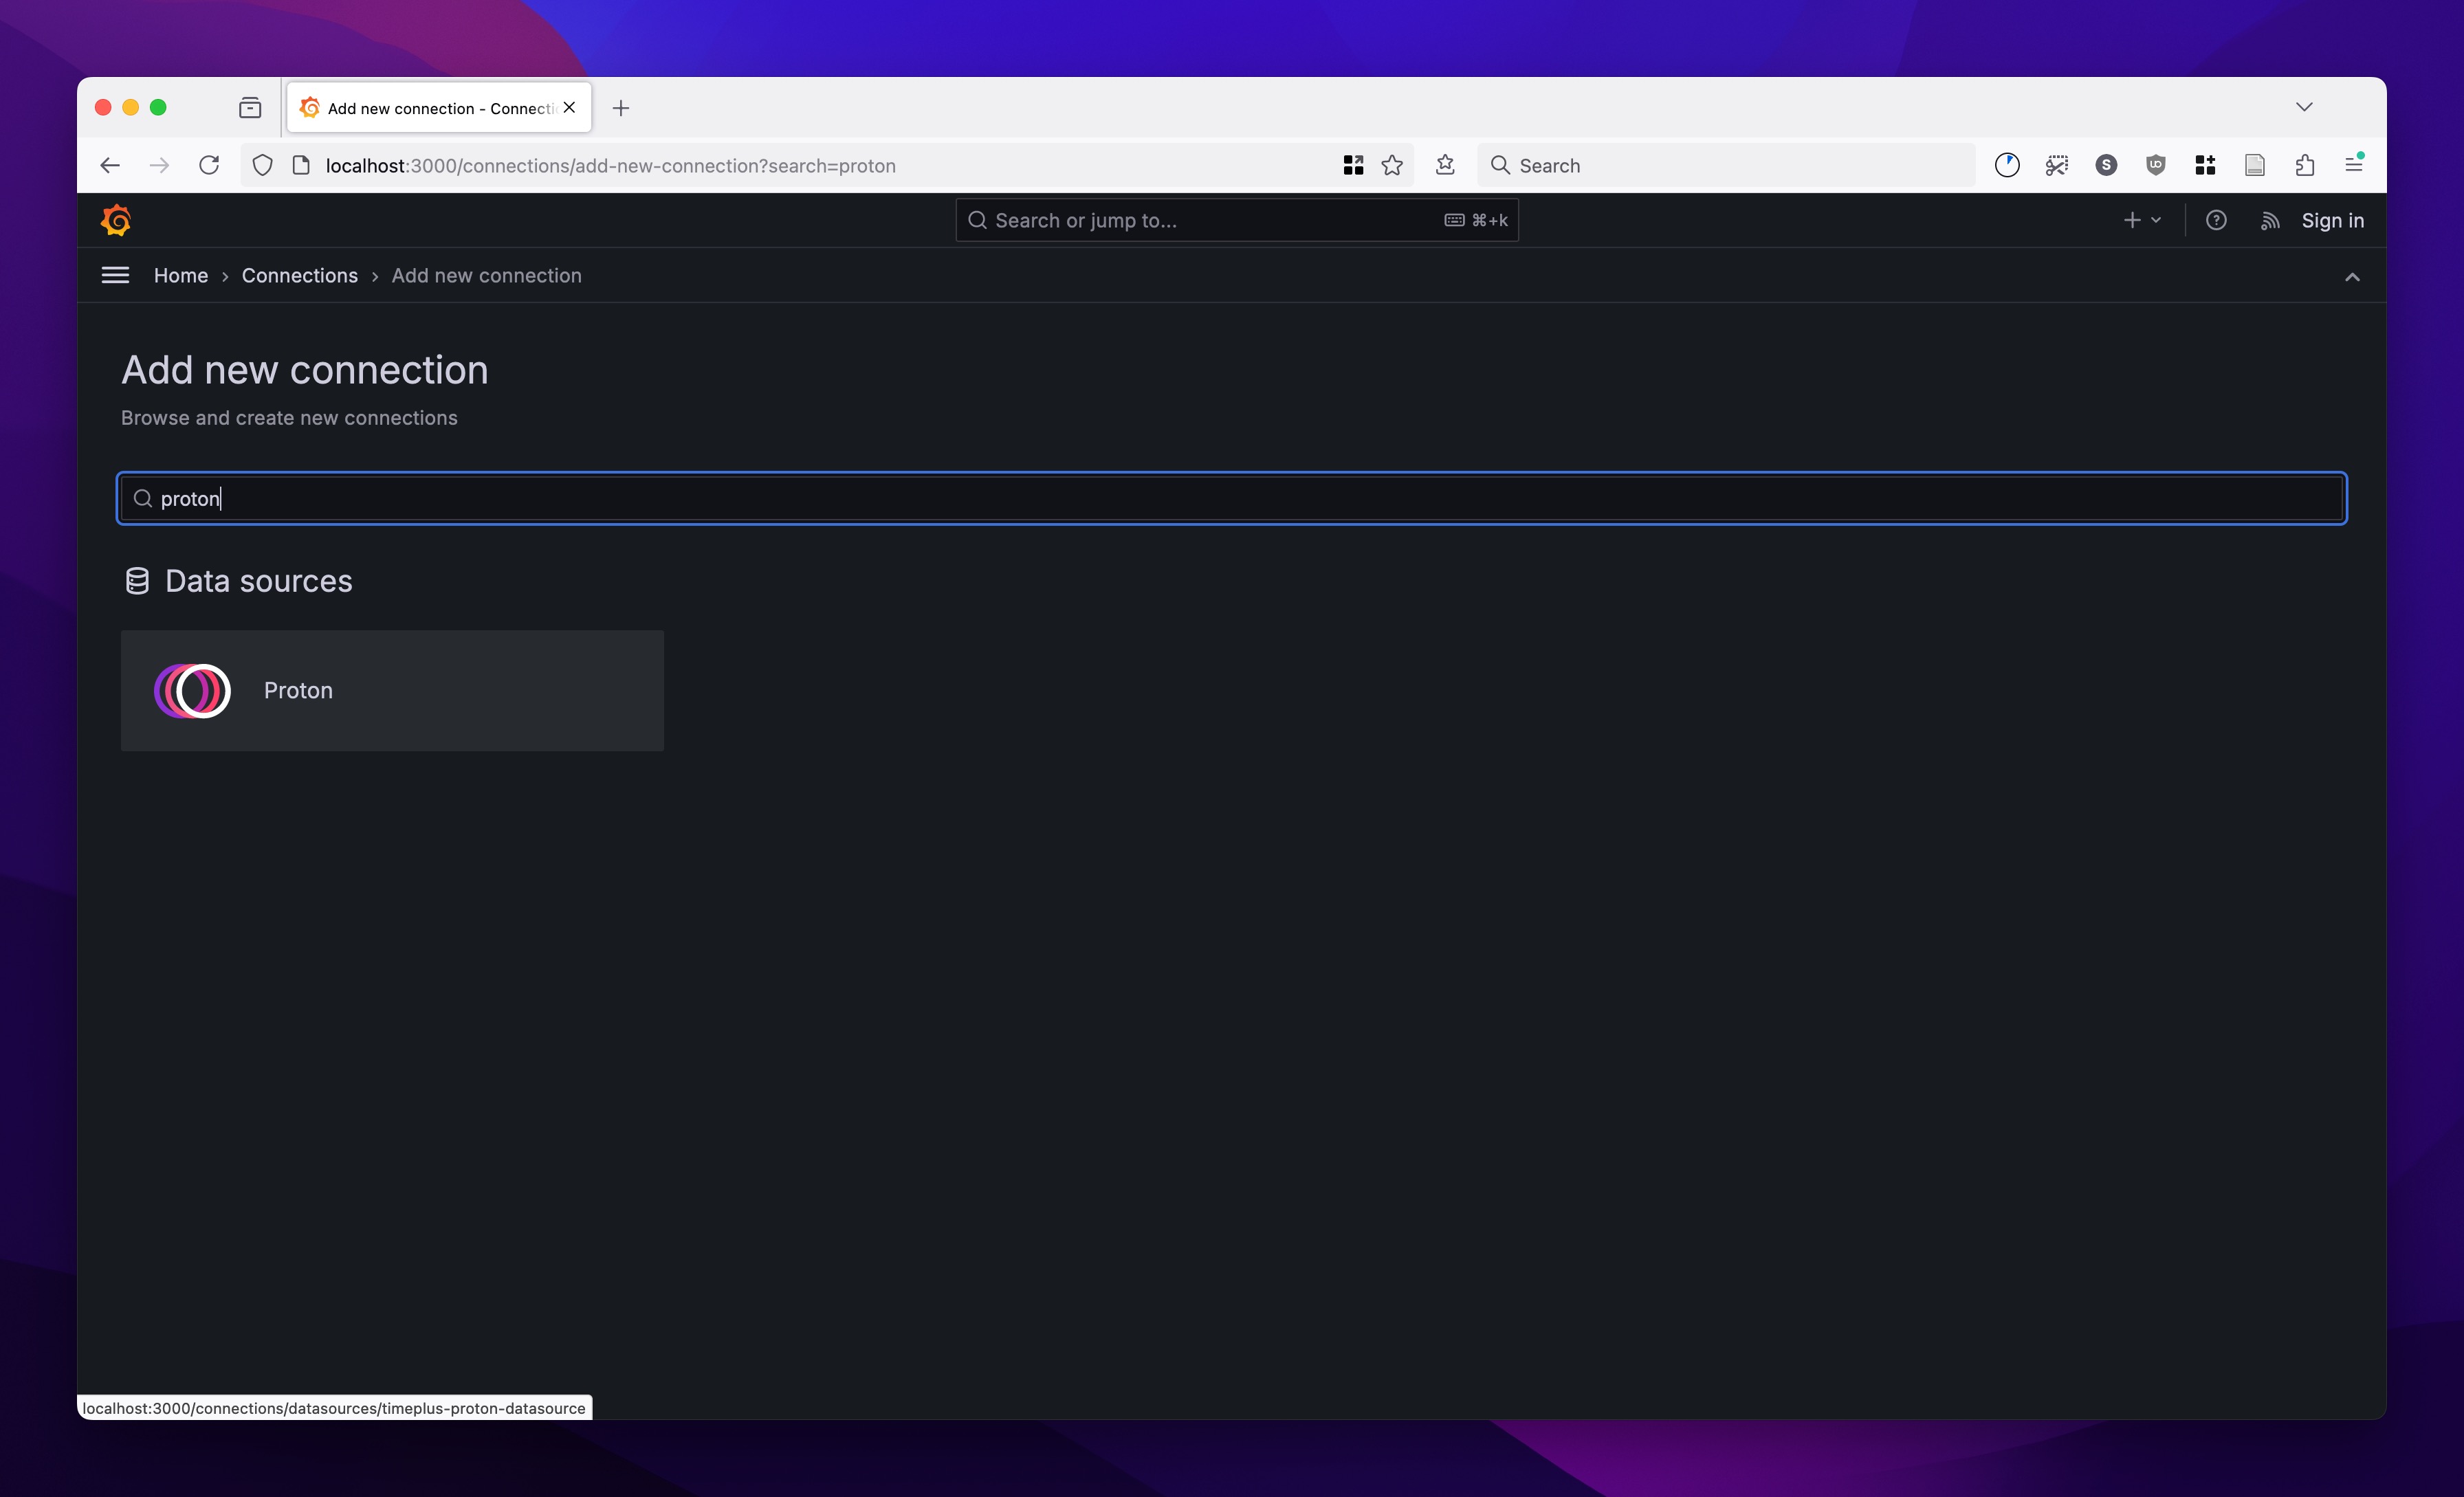 Add new connection - Connecti
localhost:3000/connections/add-new-connection?search=proton
Search
S
Search or jump to...
⌘+k
Sign in
Home › Connections › Add new connection
Add new connection
Browse and create new connections
proton
Data sources
Proton
localhost:3000/connections/datasources/timeplus-proton-datasource